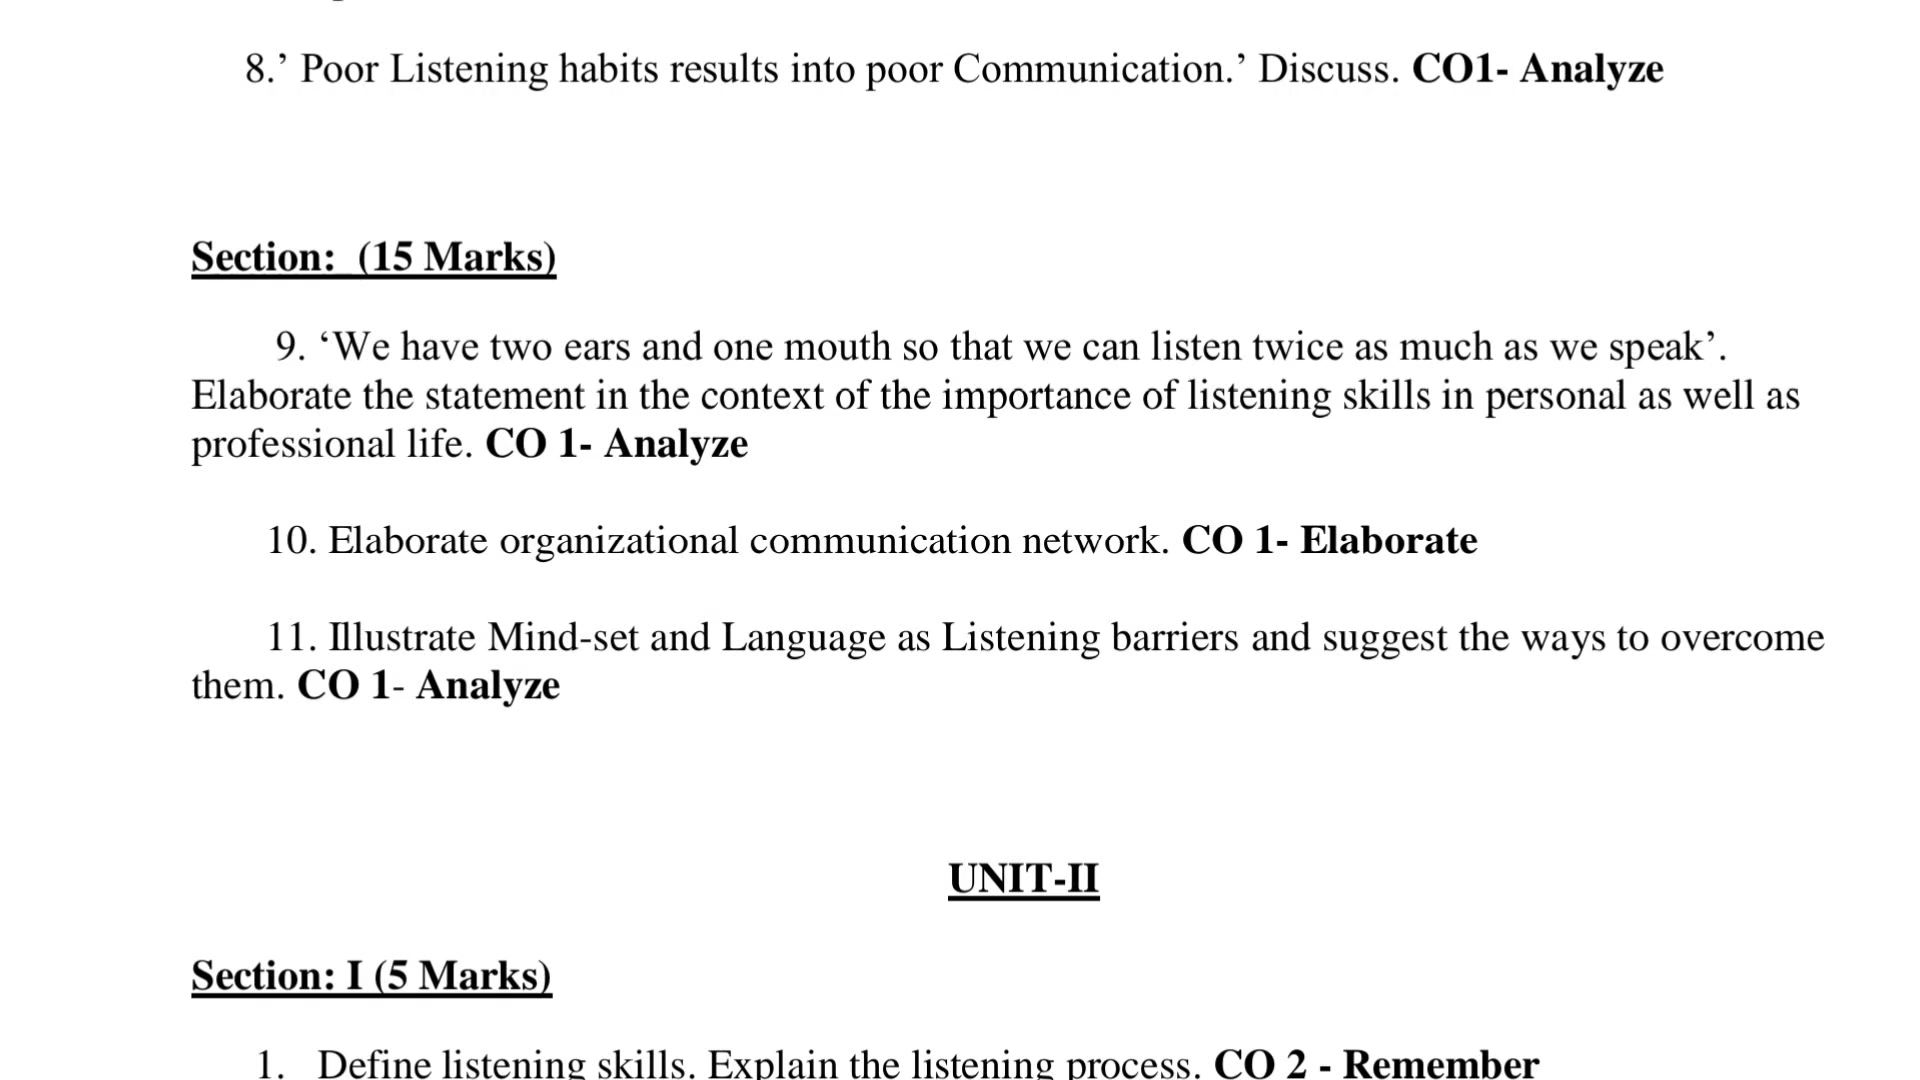 8.’ Poor Listening habits results into poor Communication.’ Discuss. CO1- Analyze
Section: (15 Marks)
9. ‘We have two ears and one mouth so that we can listen twice as much as we speak’.
Elaborate the statement in the context of the importance of listening skills in personal as well as
professional life. CO 1- Analyze
10. Elaborate organizational communication network. CO 1- Elaborate
11. Illustrate Mind-set and Language as Listening barriers and suggest the ways to overcome
them. CO 1- Analyze
UNIT-II
Section: I (5 Marks)
1. Define listening skills. Explain the listening process. CO 2 - Remember